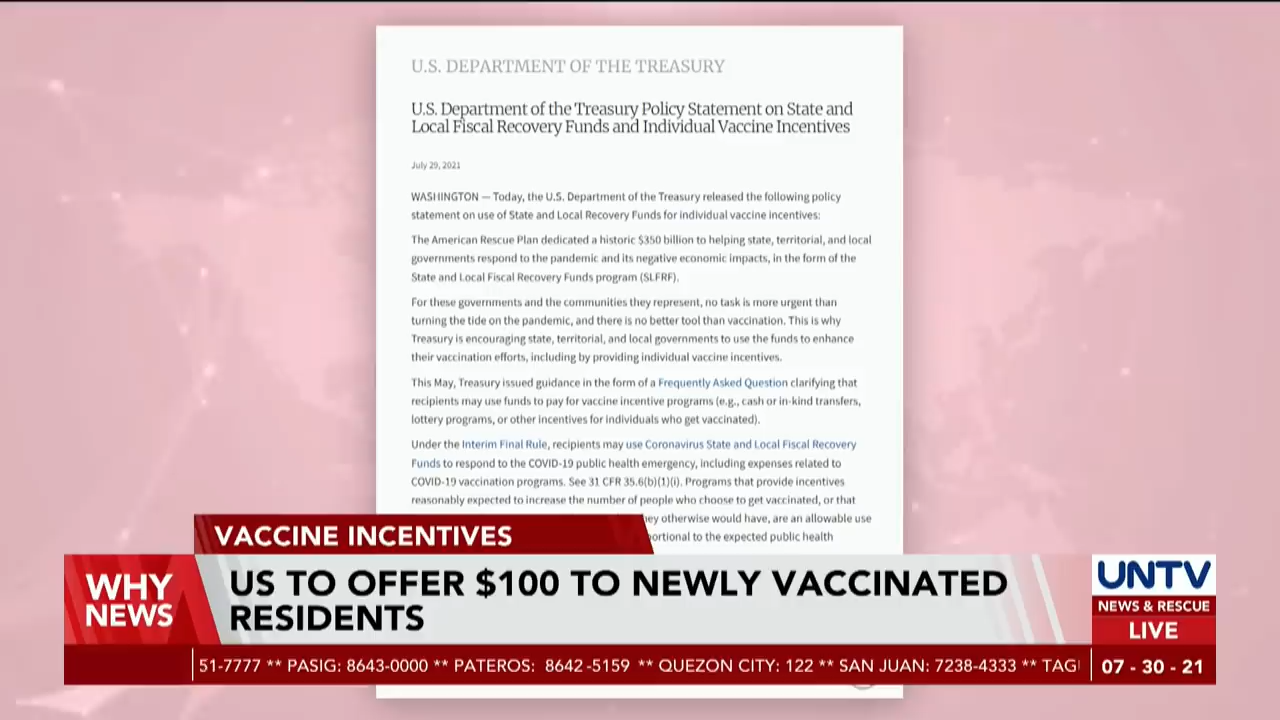 U.S. DEPARTMENT OF THE TREASURY
U.S. Department of the Treasury Policy Statement on State and
Local Fiscal Recovery Funds and Individual Vaccine Incentives
July 29, 2021
WASHINGTON — Today, the U.S. Department of the Treasury released the following policy
statement on use of State and Local Recovery Funds for individual vaccine incentives:
The American Rescue Plan dedicated a historic $350 billion to helping state, territorial, and local
governments respond to the pandemic and its negative economic impacts, in the form of the
State and Local Fiscal Recovery Funds program (SLFRF).
For these governments and the communities they represent, no task is more urgent than
turning the tide on the pandemic, and there is no better tool than vaccination. This is why
Treasury is encouraging state, territorial, and local governments to use the funds to enhance
their vaccination efforts, including by providing individual vaccine incentives.
This May, Treasury issued guidance in the form of a Frequently Asked Question clarifying that
recipients may use funds to pay for vaccine incentive programs (e.g., cash or in-kind transfers,
lottery programs, or other incentives for individuals who get vaccinated).
Under the Interim Final Rule, recipients may use Coronavirus State and Local Fiscal Recovery
Funds to respond to the COVID-19 public health emergency, including expenses related to
COVID-19 vaccination programs. See 31 CFR 35.6(b)(1)(i). Programs that provide incentives
reasonably expected to increase the number of people who choose to get vaccinated, or that
they otherwise would have, are an allowable use
to the expected public health
VACCINE INCENTIVES
WHY
NEWS
US TO OFFER $100 TO NEWLY VACCINATED
RESIDENTS
UNTV
NEWS & RESCUE
LIVE
51-7777 ** PASIG: 8643-0000 ** PATEROS: 8642-5159 ** QUEZON CITY: 122 ** SAN JUAN: 7238-4333 ** TAG
07 - 30 - 21